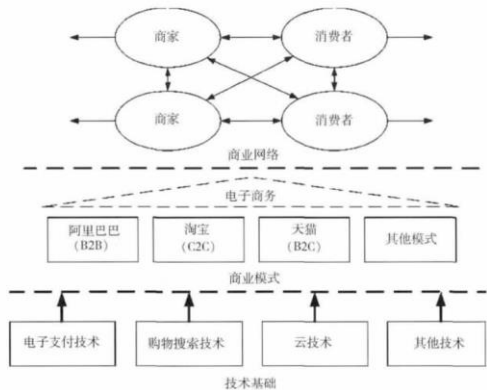 商家 消费者
商家 消费者
商业网络
电子商务
阿里巴巴 淘宝 天猫 其他模式
(B2B) (C2C) (B2C)
商业模式
电子支付技术 购物搜索技术 云技术 其他技术
技术基础